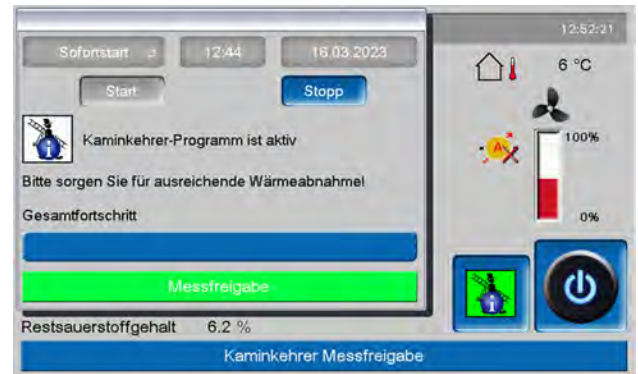 12:52:21
Sofortstart 12:44 16.03.2023
Start Stopp
6 °C
Kaminkehrer-Programm ist aktiv
100%
Bitte sorgen Sie für ausreichende Wärmeabnahme!
Gesamtfortschritt
0%
Messfreigabe
Restsauerstoffgehalt 6.2 %
Kaminkehrer Messfreigabe